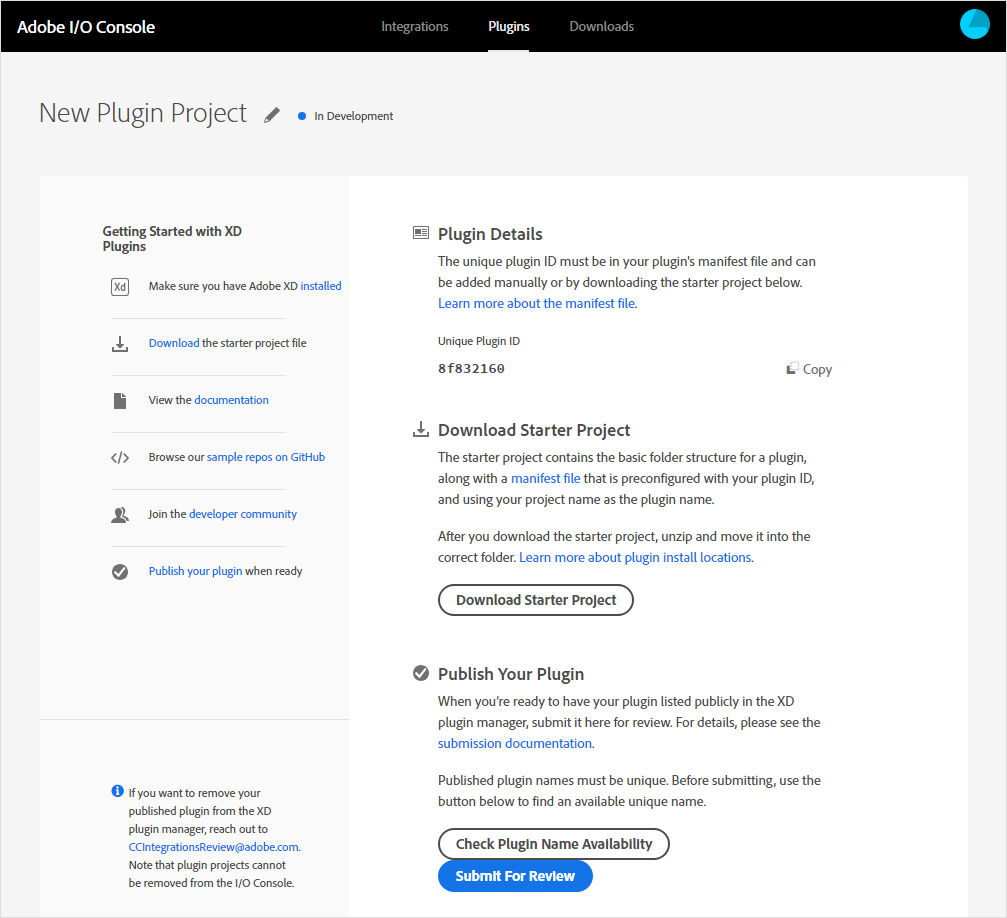 Adobe I/O Console
Integrations
Plugins
Downloads
New Plugin Project
In Development
Getting Started with XD
Plugins
Xd
Make sure you have Adobe XD installed
Download the starter project file
View the documentation
Browse our sample repos on GitHub
Join the developer community
Publish your plugin when ready
If you want to remove your
published plugin from the XD
plugin manager, reach out to
CCIntegrationsReview@adobe.com.
Note that plugin projects cannot
be removed from the I/O Console.
Plugin Details
The unique plugin ID must be in your plugin's manifest file and can
be added manually or by downloading the starter project below.
Learn more about the manifest file.
Unique Plugin ID
8f832160
Copy
Download Starter Project
The starter project contains the basic folder structure for a plugin,
along with a manifest file that is preconfigured with your plugin ID,
and using your project name as the plugin name.
After you download the starter project, unzip and move it into the
correct folder. Learn more about plugin install locations.
Download Starter Project
Publish Your Plugin
When you're ready to have your plugin listed publicly in the XD
plugin manager, submit it here for review. For details, please see the
submission documentation.
Published plugin names must be unique. Before submitting, use the
button below to find an available unique name.
Check Plugin Name Availability
Submit For Review